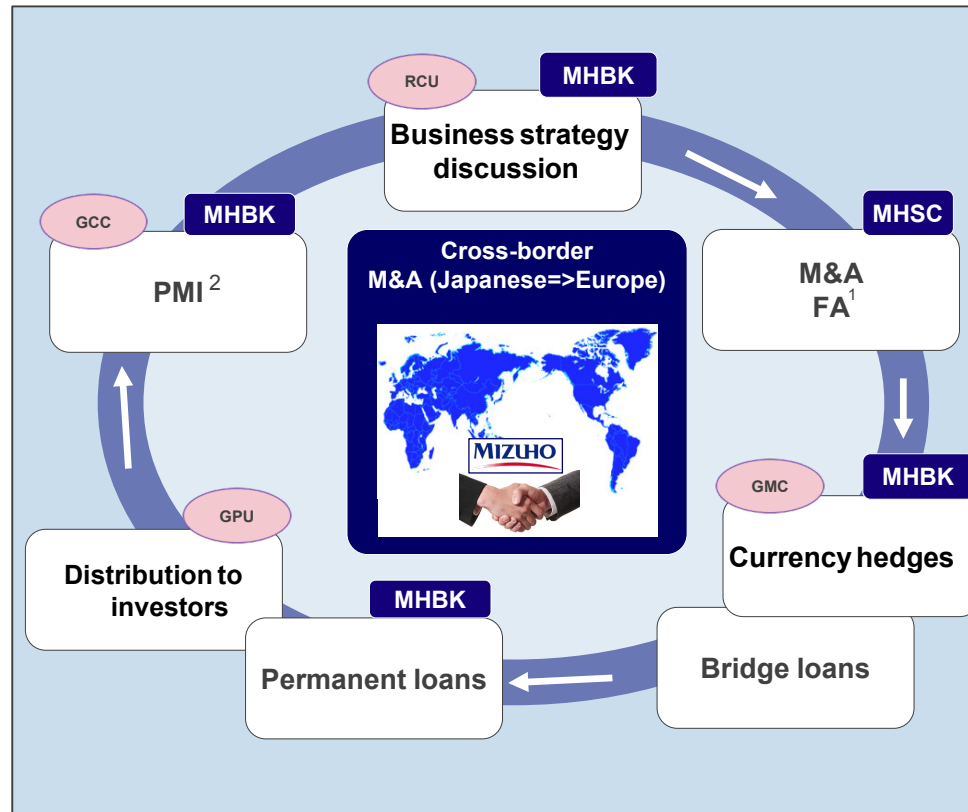 RCU
MHBK
Business strategy
discussion
GCC
MHBK
PMI 2
MHSC
M&A
FA1
Cross-border
M&A (Japanese=>Europe)
MIZUHO
GMC
MHBK
Currency hedges
Bridge loans
MHBK
Permanent loans
GPU
Distribution to
investors